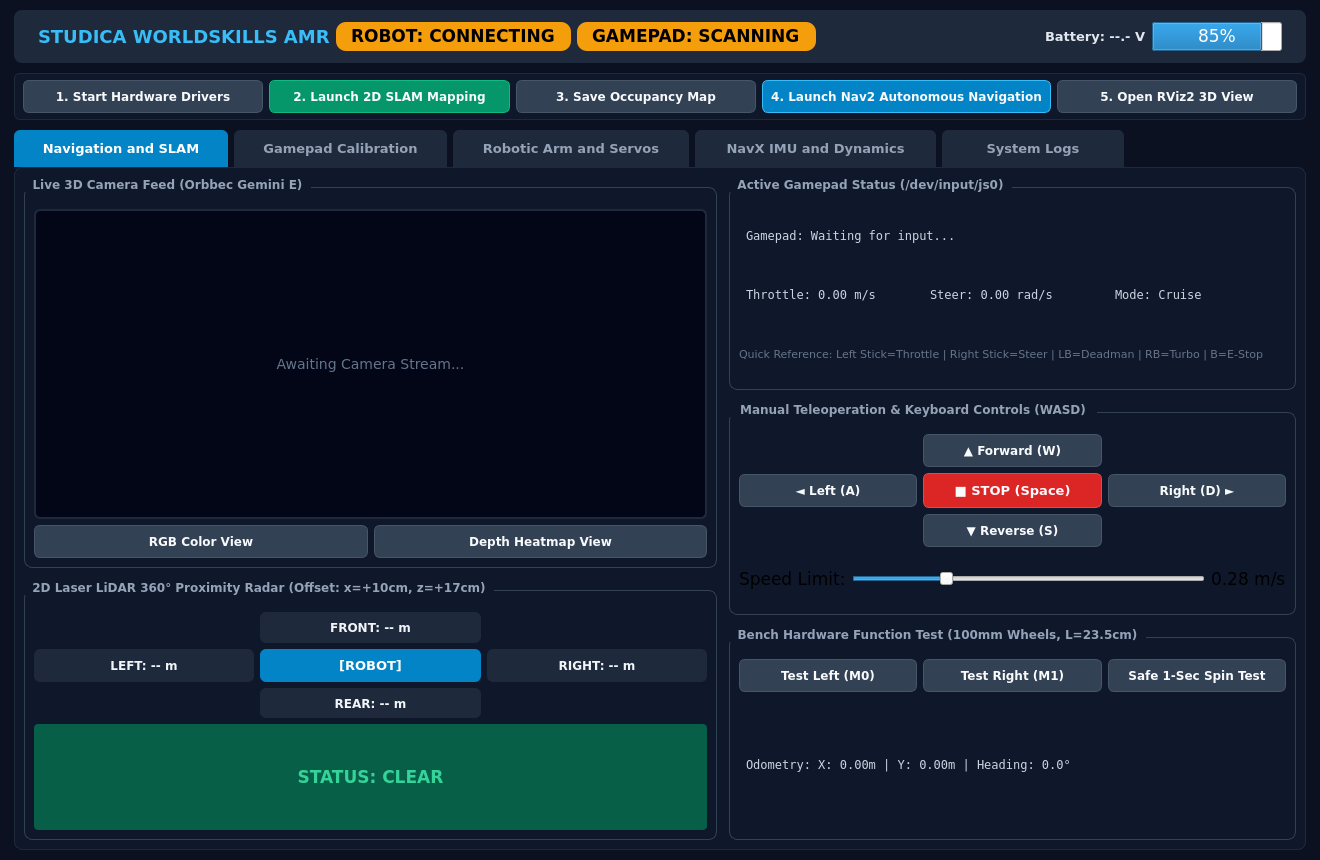 STUDICA WORLDSKILLS AMR ROBOT: CONNECTING GAMEPAD: SCANNING Battery: --.- V 85%
1. Start Hardware Drivers 2. Launch 2D SLAM Mapping 3. Save Occupancy Map 4. Launch Nav2 Autonomous Navigation 5. Open RViz2 3D View
Navigation and SLAM Gamepad Calibration Robotic Arm and Servos NavX IMU and Dynamics System Logs
Live 3D Camera Feed (Orbbec Gemini E)
Awaiting Camera Stream...
RGB Color View Depth Heatmap View
2D Laser LiDAR 360° Proximity Radar (Offset: x=+10cm, z=+17cm)
FRONT: -- m
LEFT: -- m [ROBOT] RIGHT: -- m
REAR: -- m
STATUS: CLEAR
Active Gamepad Status (/dev/input/js0)
Gamepad: Waiting for input...
Throttle: 0.00 m/s Steer: 0.00 rad/s Mode: Cruise
Quick Reference: Left Stick=Throttle | Right Stick=Steer | LB=Deadman | RB=Turbo | B=E-Stop
Manual Teleoperation & Keyboard Controls (WASD)
▲ Forward (W)
◄ Left (A) ■ STOP (Space) Right (D) ►
▼ Reverse (S)
Speed Limit: 0.28 m/s
Bench Hardware Function Test (100mm Wheels, L=23.5cm)
Test Left (M0) Test Right (M1) Safe 1-Sec Spin Test
Odometry: X: 0.00m | Y: 0.00m | Heading: 0.0°